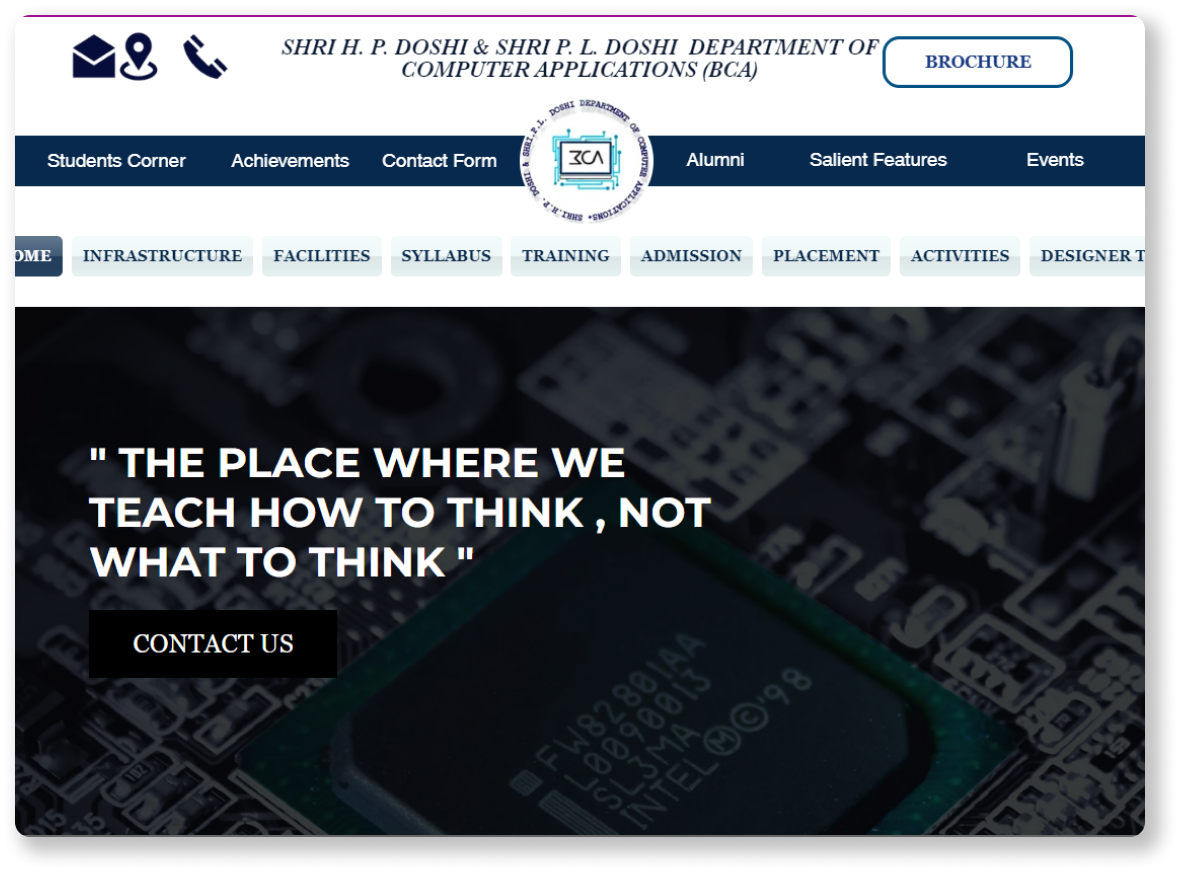 SHRI H. P. DOSHI & SHRI P. L. DOSHI DEPARTMENT OF
COMPUTER APPLICATIONS (BCA)
BROCHURE
Students Corner
Achievements
Contact Form
SHRI.H.P. DOSHI & SHRI.P.L. DOSHI DEPARTMENT OF COMPUTER APPLICATIONS•
BCA
Alumni
Salient Features
Events
OME
INFRASTRUCTURE
FACILITIES
SYLLABUS
TRAINING
ADMISSION
PLACEMENT
ACTIVITIES
DESIGNER T
" THE PLACE WHERE WE
TEACH HOW TO THINK , NOT
WHAT TO THINK "
CONTACT US
FW82801AA
L0090013
SL3MA
INTEL Ⓜ © '98